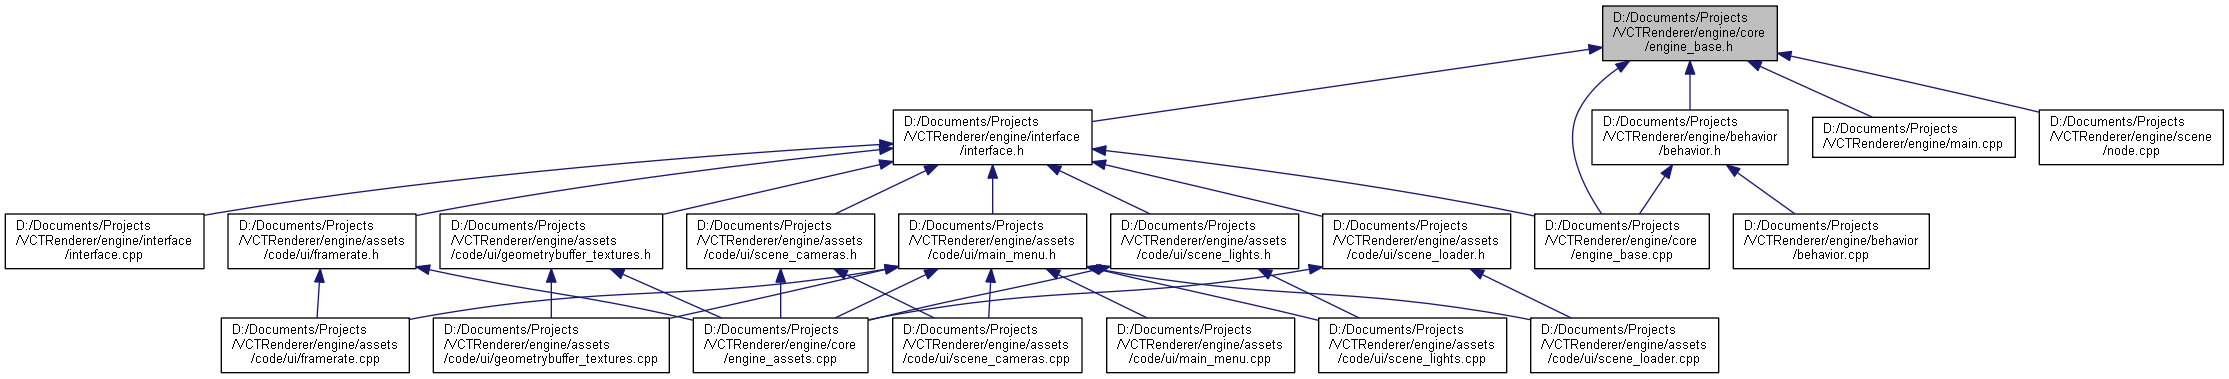 D:/Documents/Projects
/VCTRenderer/engine/core
/engine_base.h
D:/Documents/Projects
/VCTRenderer/engine/interface
/interface.h
D:/Documents/Projects
/VCTRenderer/engine/behavior
/behavior.h
D:/Documents/Projects
/VCTRenderer/engine/main.cpp
D:/Documents/Projects
/VCTRenderer/engine/scene
/node.cpp
D:/Documents/Projects
/VCTRenderer/engine/interface
/interface.cpp
D:/Documents/Projects
/VCTRenderer/engine/assets
/code/ui/framerate.h
D:/Documents/Projects
/VCTRenderer/engine/assets
/code/ui/geometrybuffer_textures.h
D:/Documents/Projects
/VCTRenderer/engine/assets
/code/ui/scene_cameras.h
D:/Documents/Projects
/VCTRenderer/engine/assets
/code/ui/main_menu.h
D:/Documents/Projects
/VCTRenderer/engine/assets
/code/ui/scene_lights.h
D:/Documents/Projects
/VCTRenderer/engine/assets
/code/ui/scene_loader.h
D:/Documents/Projects
/VCTRenderer/engine/core
/engine_base.cpp
D:/Documents/Projects
/VCTRenderer/engine/behavior
/behavior.cpp
D:/Documents/Projects
/VCTRenderer/engine/assets
/code/ui/framerate.cpp
D:/Documents/Projects
/VCTRenderer/engine/assets
/code/ui/geometrybuffer_textures.cpp
D:/Documents/Projects
/VCTRenderer/engine/core
/engine_assets.cpp
D:/Documents/Projects
/VCTRenderer/engine/assets
/code/ui/scene_cameras.cpp
D:/Documents/Projects
/VCTRenderer/engine/assets
/code/ui/main_menu.cpp
D:/Documents/Projects
/VCTRenderer/engine/assets
/code/ui/scene_lights.cpp
D:/Documents/Projects
/VCTRenderer/engine/assets
/code/ui/scene_loader.cpp